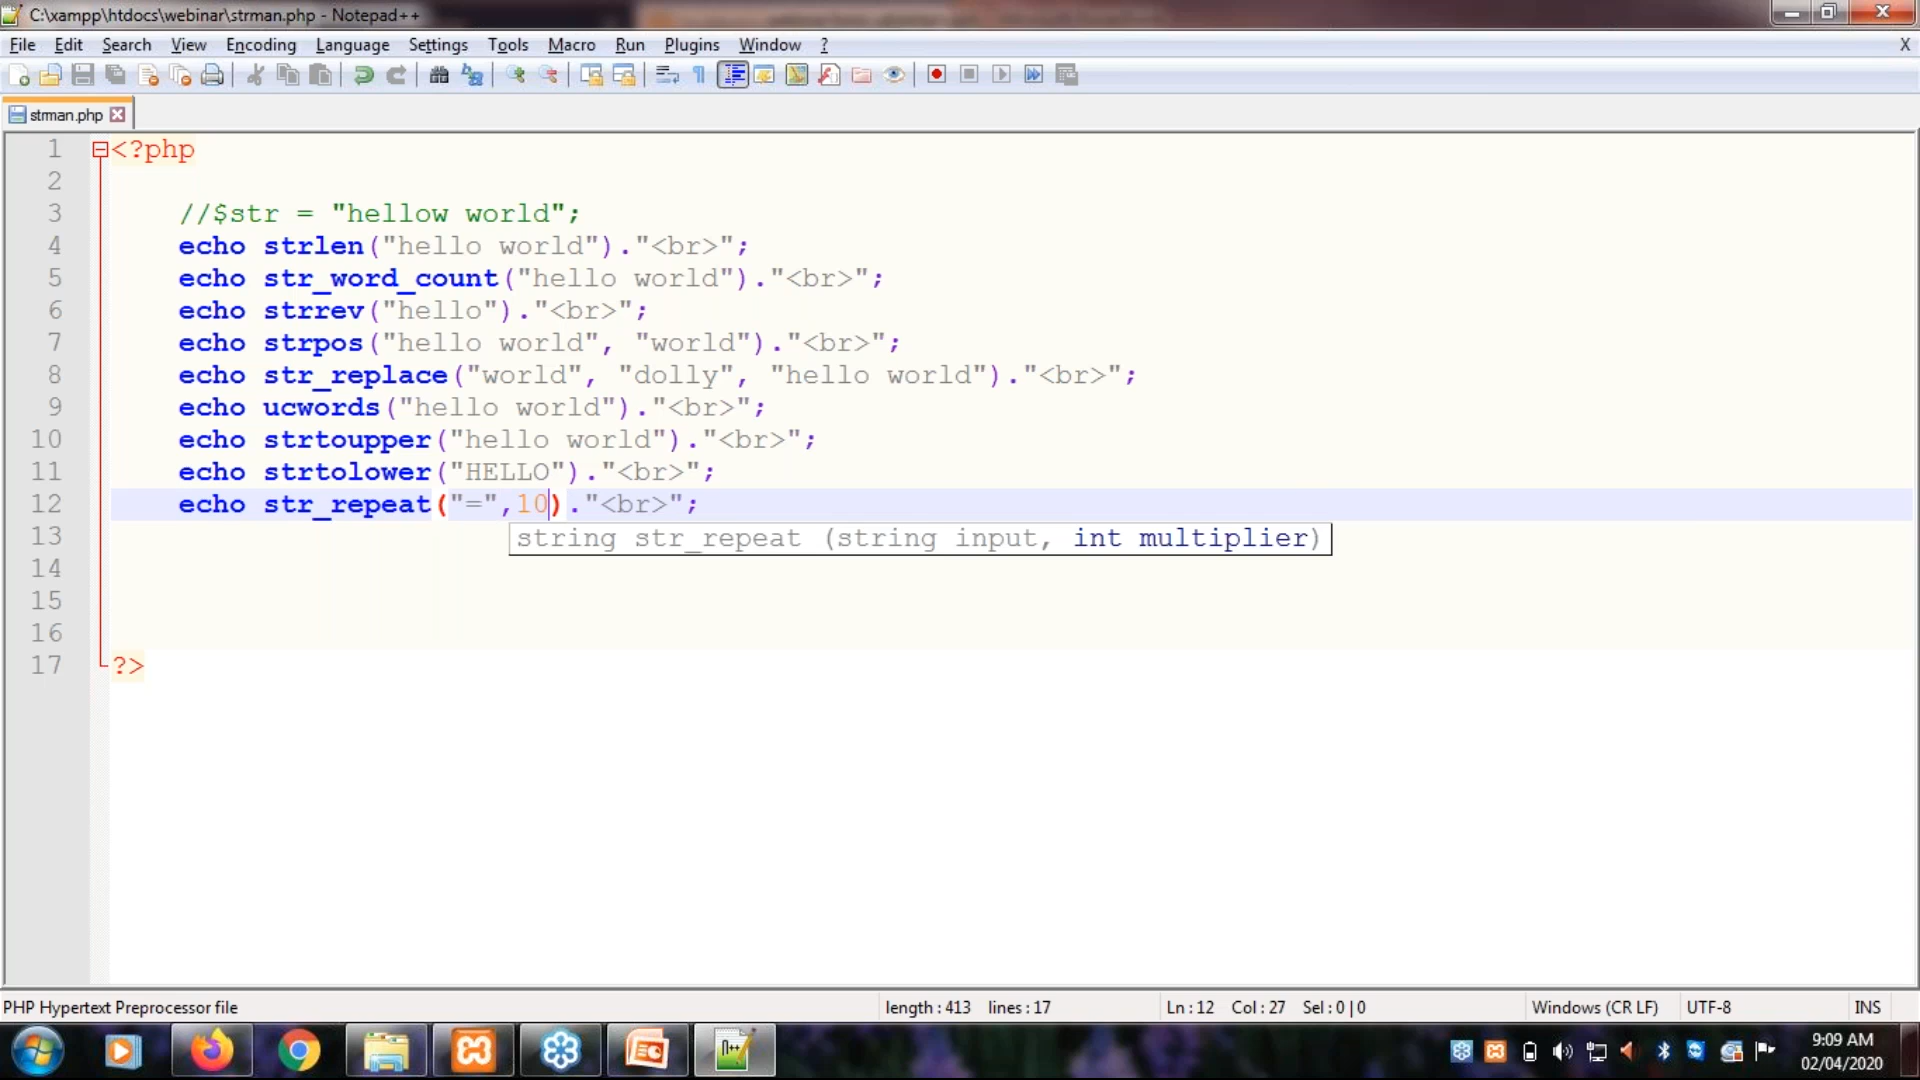 C:\xampp\htdocs\webinar\strman.php - Notepad++
File Edit Search View Encoding Language Settings Tools Macro Run Plugins Window ? X
strman.php
1 <?php
2
3 //$str = "hellow world";
4 echo strlen("hello world")."<br>";
5 echo str_word_count("hello world")."<br>";
6 echo strrev("hello")."<br>";
7 echo strpos("hello world", "world")."<br>";
8 echo str_replace("world", "dolly", "hello world")."<br>";
9 echo ucwords("hello world")."<br>";
10 echo strtoupper("hello world")."<br>";
11 echo strtolower("HELLO")."<br>";
12 echo str_repeat("=",10)."<br>";
13
string str_repeat (string input, int multiplier)
14
15
16
17 ?>
PHP Hypertext Preprocessor file length : 413 lines : 17 Ln : 12 Col : 27 Sel : 0 | 0 Windows (CR LF) UTF-8 INS
9:09 AM
02/04/2020